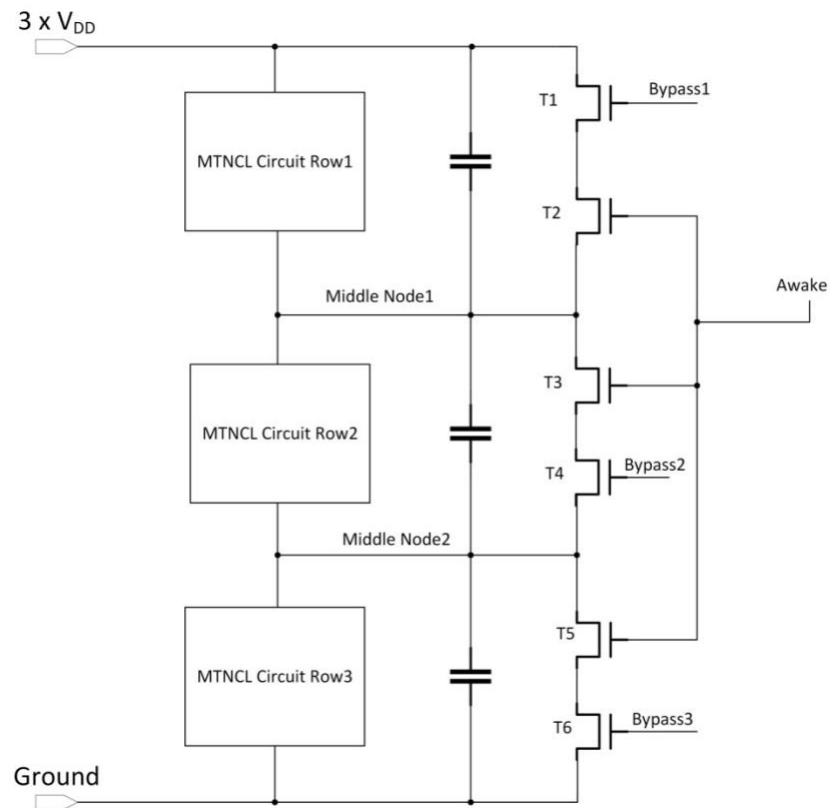 3 x VDD
T1
Bypass1
MTNCL Circuit Row1
T2
Awake
Middle Node1
T3
MTNCL Circuit Row2
T4
Bypass2
Middle Node2
T5
MTNCL Circuit Row3
T6
Bypass3
Ground